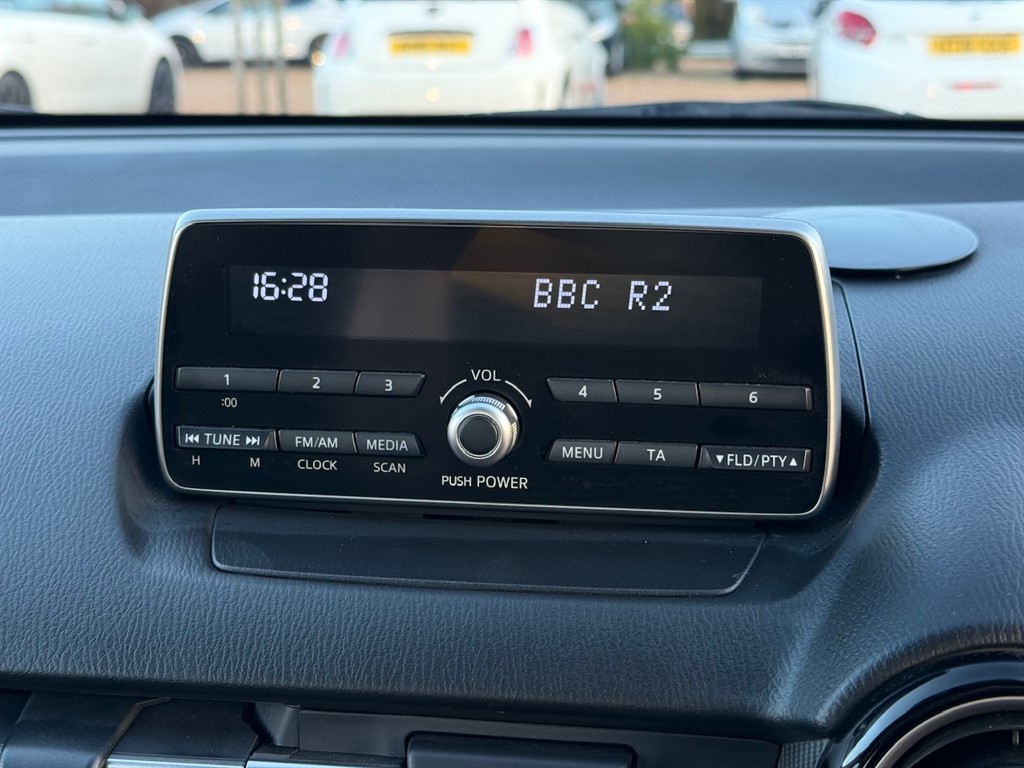 16:28 BBC R2
VOL
1 2 3 4 5 6
:00
⏮ TUNE ⏭ FM/AM MEDIA MENU TA ▼FLD/PTY▲
H M CLOCK SCAN
PUSH POWER